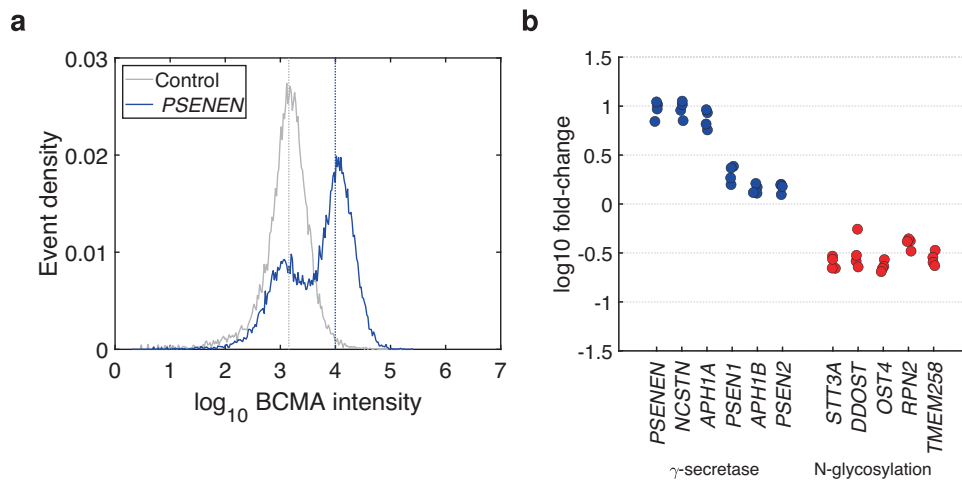 a
0.03
0.02
0.01
0
Event density
Control
PSENEN
0 1 2 3 4 5 6 7
log10 BCMA intensity
b
1.5
1
0.5
0
-0.5
-1
-1.5
log10 fold-change
PSENEN
NCSTN
APH1A
PSEN1
APH1B
PSEN2
STT3A
DDOST
OST4
RPN2
TMEM258
γ-secretase
N-glycosylation